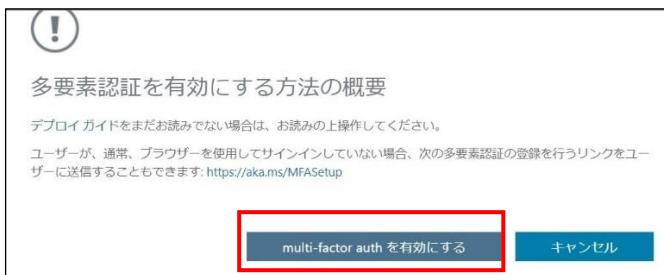 多要素認証を有効にする方法の概要
デプロイ ガイドをまだお読みでない場合は、お読みの上操作してください。
ユーザーが、通常、ブラウザーを使用してサインインしていない場合、次の多要素認証の登録を行うリンクをユー
ザーに送信することもできます: https://aka.ms/MFASetup
multi-factor auth を有効にする
キャンセル